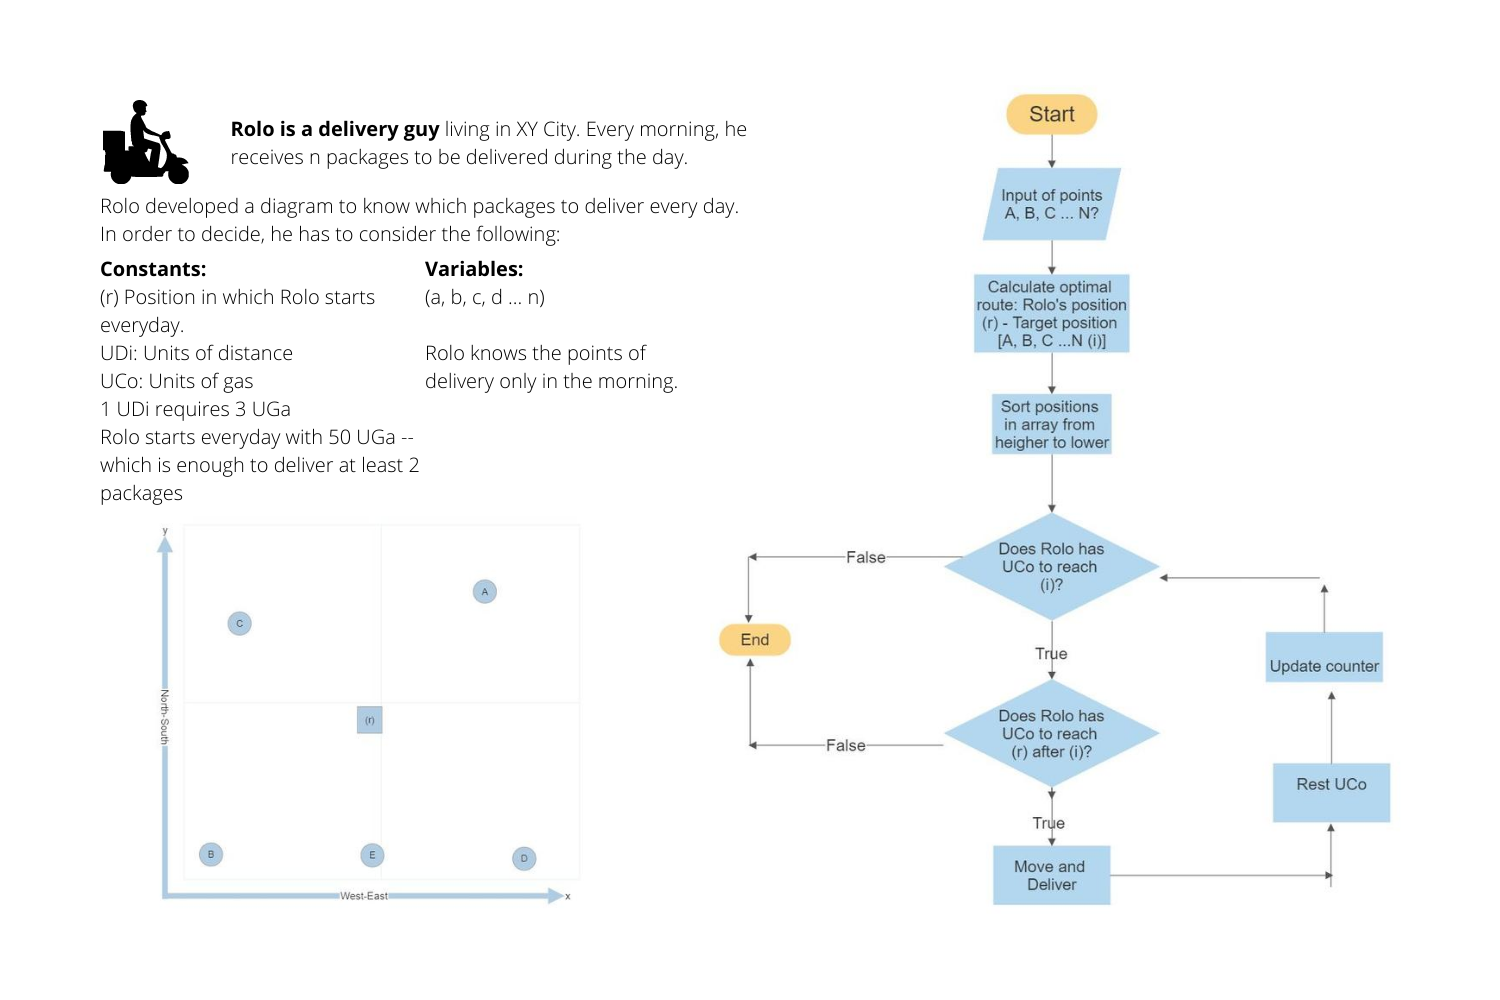 Rolo is a delivery guy living in XY City. Every morning, he
receives n packages to be delivered during the day.
Rolo developed a diagram to know which packages to deliver every day.
In order to decide, he has to consider the following:
Constants:
(r) Position in which Rolo starts
everyday.
UDi: Units of distance
UCo: Units of gas
1 UDi requires 3 UGa
Rolo starts everyday with 50 UGa --
which is enough to deliver at least 2
packages
Variables:
(a, b, c, d ... n)
Rolo knows the points of
delivery only in the morning.
y
A
C
(r)
North-South
B
E
D
West-East
x
Start
Input of points
A, B, C ... N?
Calculate optimal
route: Rolo's position
(r) - Target position
[A, B, C ...N (i)]
Sort positions
in array from
heigher to lower
Does Rolo has
UCo to reach
(i)?
False
End
True
Does Rolo has
UCo to reach
(r) after (i)?
False
True
Move and
Deliver
Rest UCo
Update counter